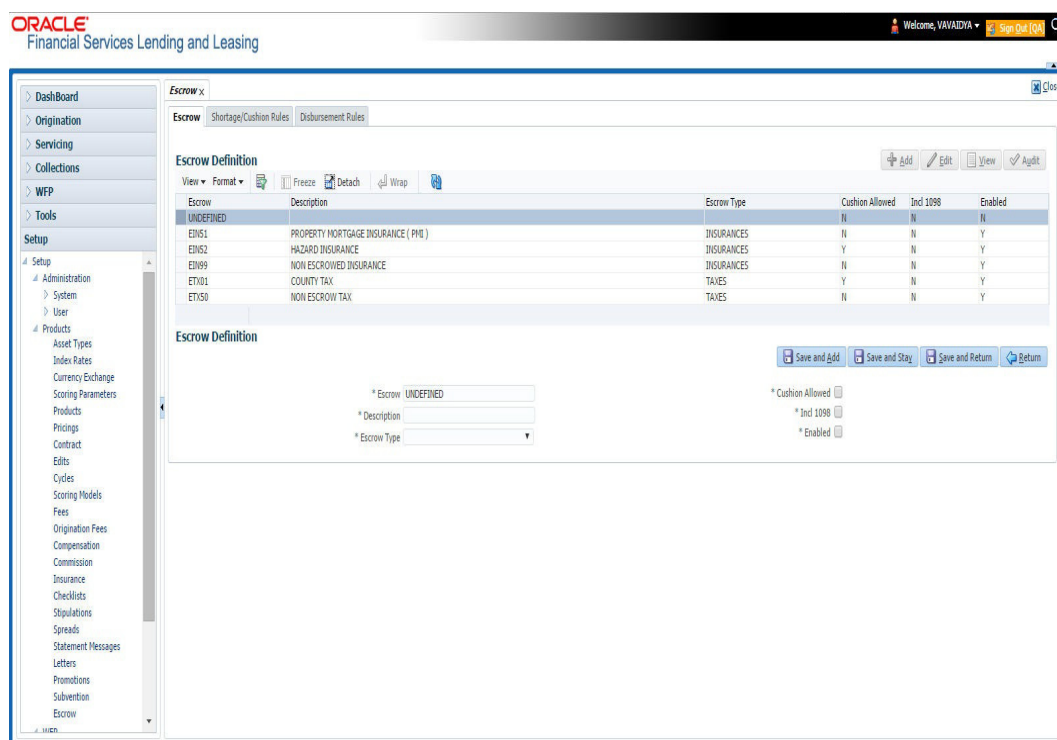 ORACLE
Financial Services Lending and Leasing
Welcome, VAVAIDYA
Sign Out [QA]
DashBoard
Origination
Servicing
Collections
WFP
Tools
Setup
Setup
Administration
System
User
Products
Asset Types
Index Rates
Currency Exchange
Scoring Parameters
Products
Pricings
Contract
Edits
Cycles
Scoring Models
Fees
Origination Fees
Compensation
Commission
Insurance
Checklists
Stipulations
Spreads
Statement Messages
Letters
Promotions
Subvention
Escrow
Escrow x
Clos
Escrow Shortage/Cushion Rules Disbursement Rules
Escrow Definition
Add Edit View Audit
View Format Freeze Detach Wrap
Escrow Description Escrow Type Cushion Allowed Incl 1098 Enabled
UNDEFINED N N N
EIN51 PROPERTY MORTGAGE INSURANCE ( PMI ) INSURANCES N N Y
EIN52 HAZARD INSURANCE INSURANCES Y N Y
EIN99 NON ESCROWED INSURANCE INSURANCES N N Y
ETX01 COUNTY TAX TAXES Y N Y
ETX50 NON ESCROW TAX TAXES N N Y
Escrow Definition
Save and Add Save and Stay Save and Return Return
* Escrow UNDEFINED * Cushion Allowed
* Description * Incl 1098
* Escrow Type * Enabled